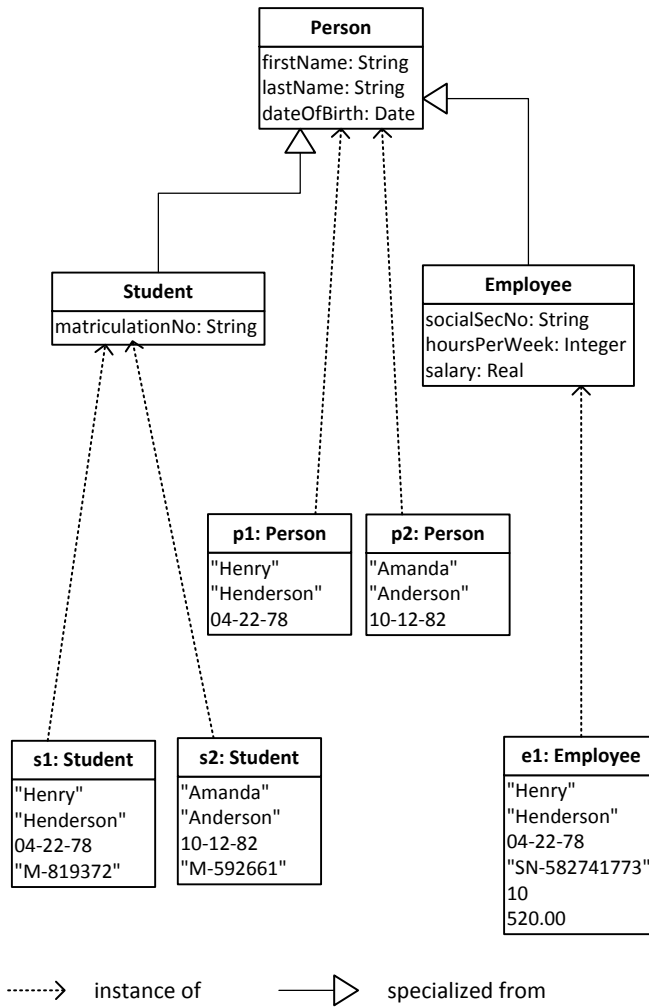 Person
firstName: String
lastName: String
dateOfBirth: Date
Student
matriculationNo: String
Employee
socialSecNo: String
hoursPerWeek: Integer
salary: Real
p1: Person
"Henry"
"Henderson"
04-22-78
p2: Person
"Amanda"
"Anderson"
10-12-82
s1: Student
"Henry"
"Henderson"
04-22-78
"M-819372"
s2: Student
"Amanda"
"Anderson"
10-12-82
"M-592661"
e1: Employee
"Henry"
"Henderson"
04-22-78
"SN-582741773"
10
520.00
instance of
specialized from